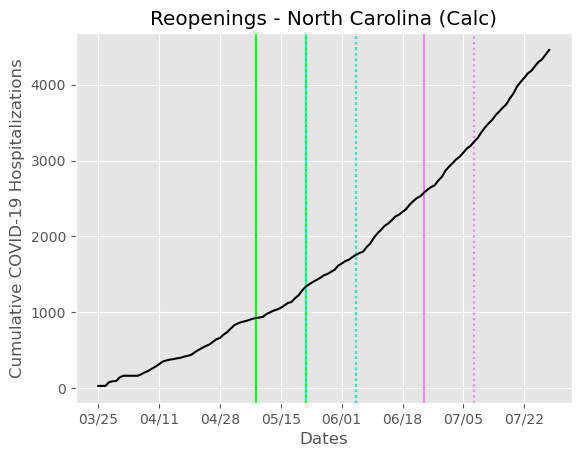 Reopenings - North Carolina (Calc)
Cumulative COVID-19 Hospitalizations
4000
3000
2000
1000
0
03/25 04/11 04/28 05/15 06/01 06/18 07/05 07/22
Dates